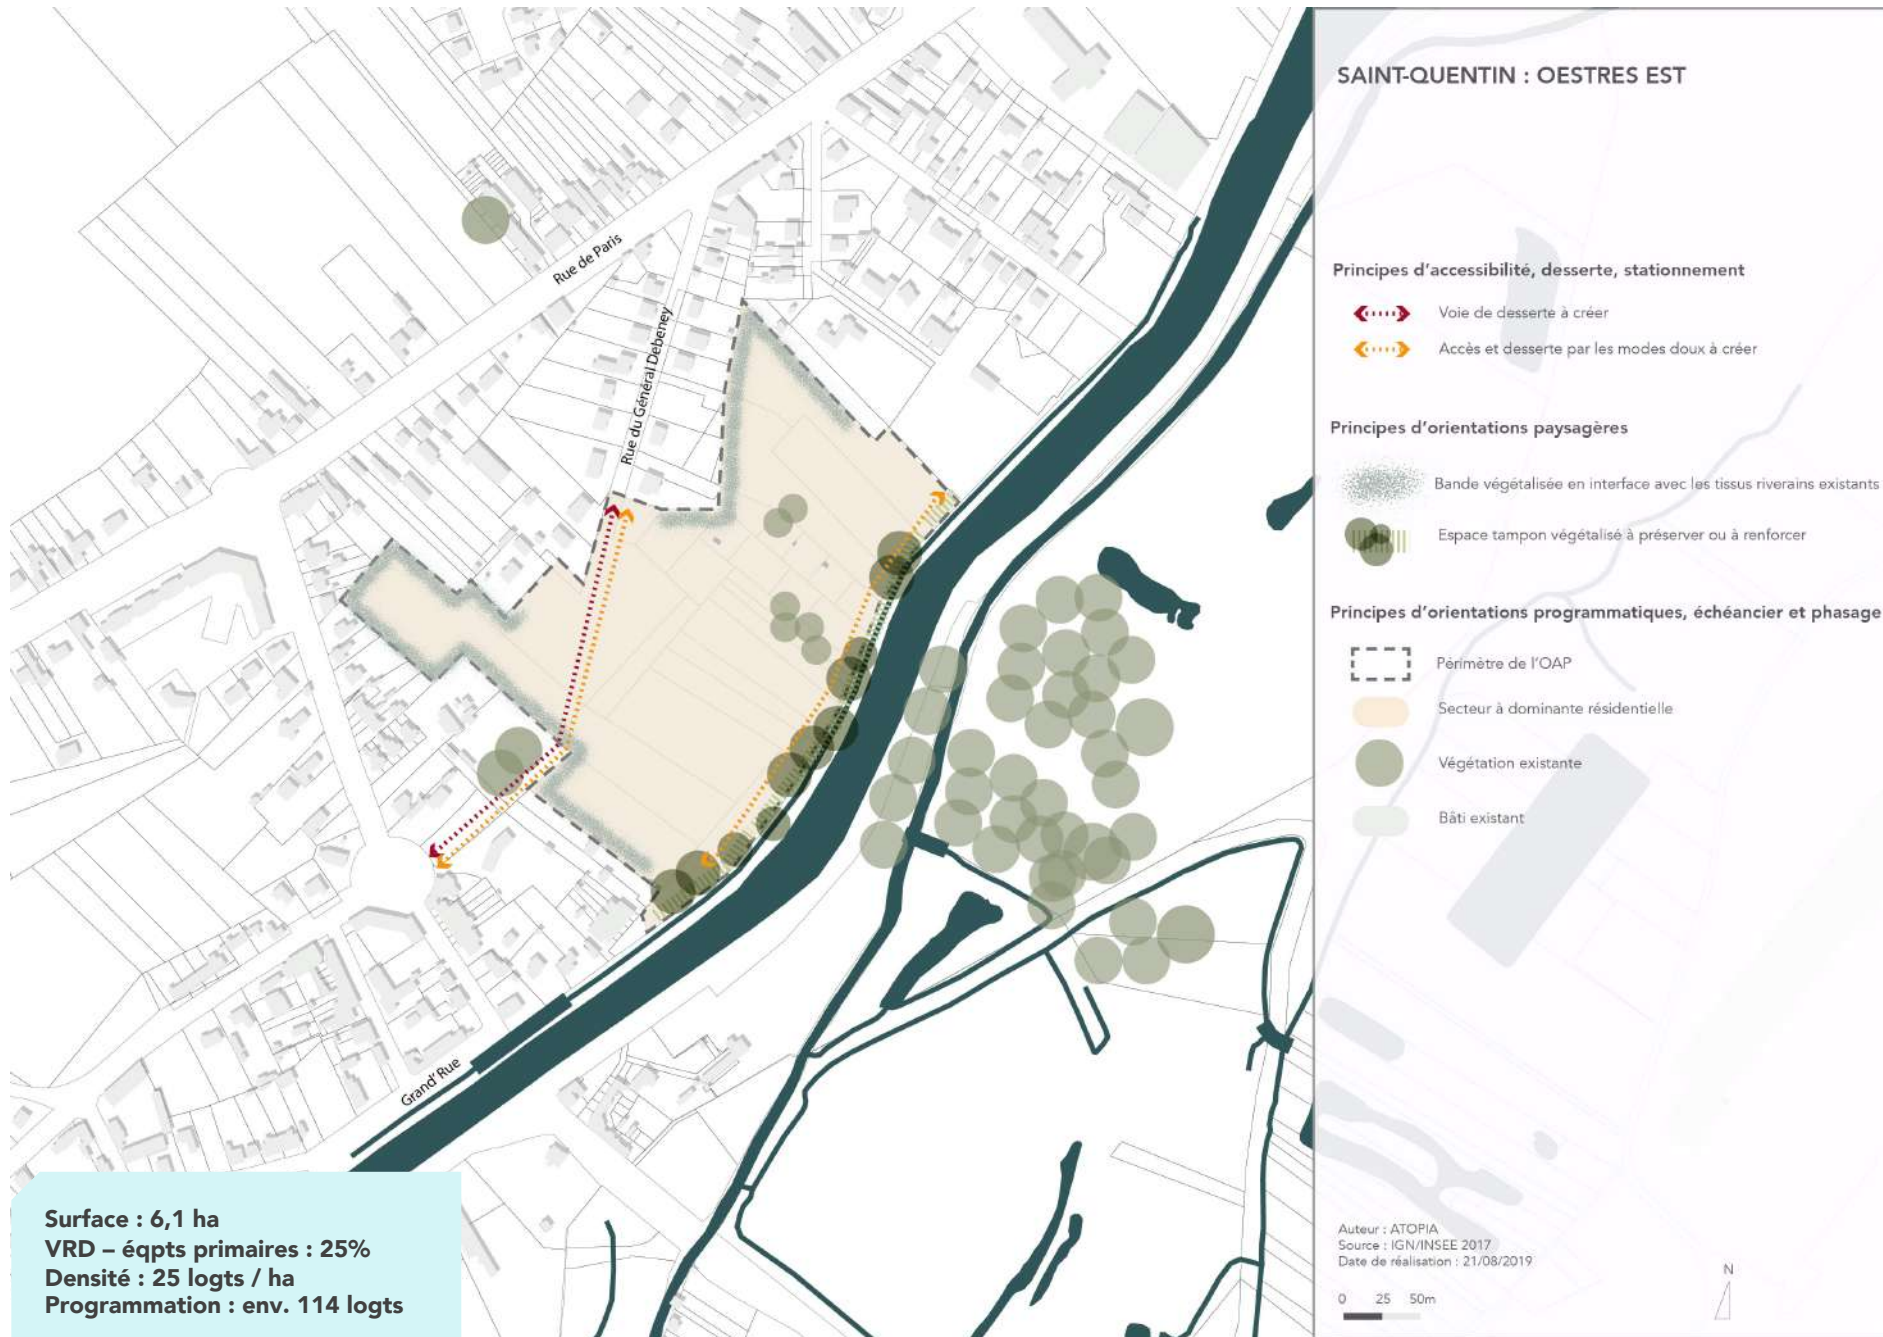 SAINT-QUENTIN : OESTRES EST
Principes d'accessibilité, desserte, stationnement
Voie de desserte à créer
Accès et desserte par les modes doux à créer
Principes d'orientations paysagères
Bande végétalisée en interface avec les tissus riverains existants
Espace tampon végétalisé à préserver ou à renforcer
Principes d'orientations programmatiques, échéancier et phasage
Périmètre de l'OAP
Secteur à dominante résidentielle
Végétation existante
Bâti existant
Auteur : ATOPIA
Source : IGN/INSEE 2017
Date de réalisation : 21/08/2019
0 25 50m
N
Rue de Paris
Rue du Général Debeney
Grand'Rue
Surface : 6,1 ha
VRD – éqpts primaires : 25%
Densité : 25 logts / ha
Programmation : env. 114 logts